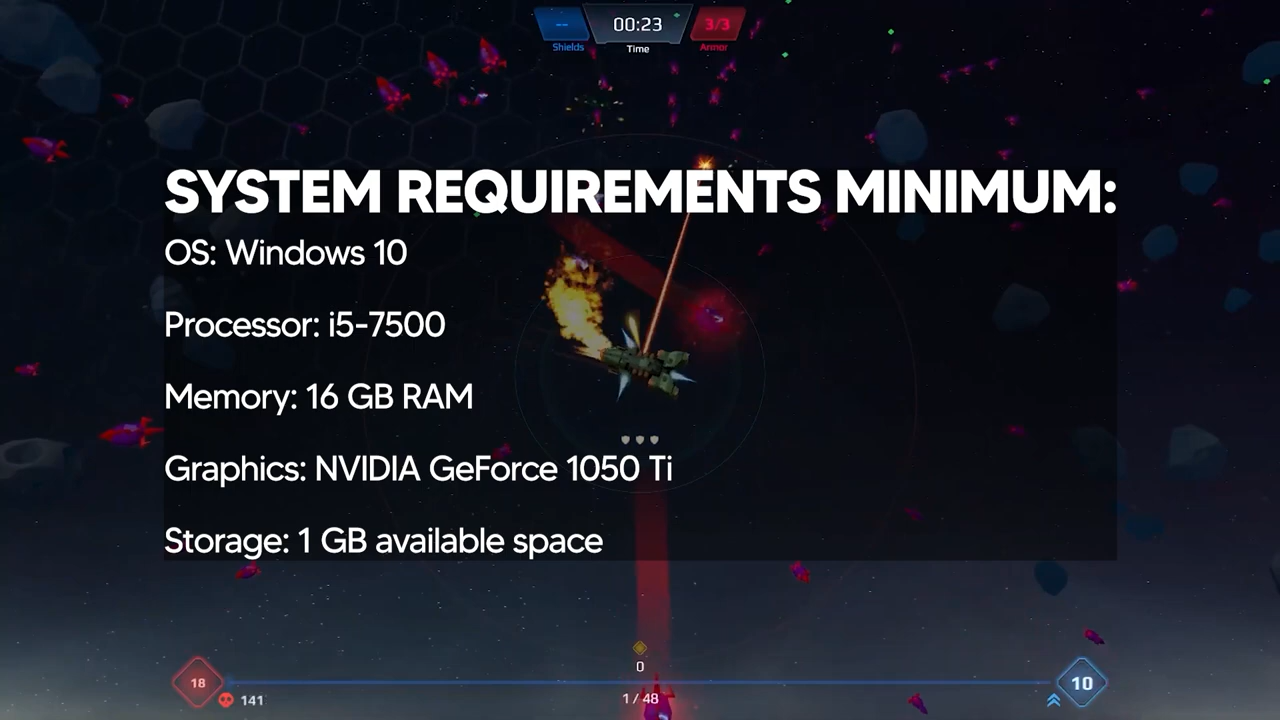 --
00:23
3/3
Shields
Time
Armor
SYSTEM REQUIREMENTS MINIMUM:
OS: Windows 10
Processor: i5-7500
Memory: 16 GB RAM
Graphics: NVIDIA GeForce 1050 Ti
Storage: 1 GB available space
0
18
141
1 / 48
10